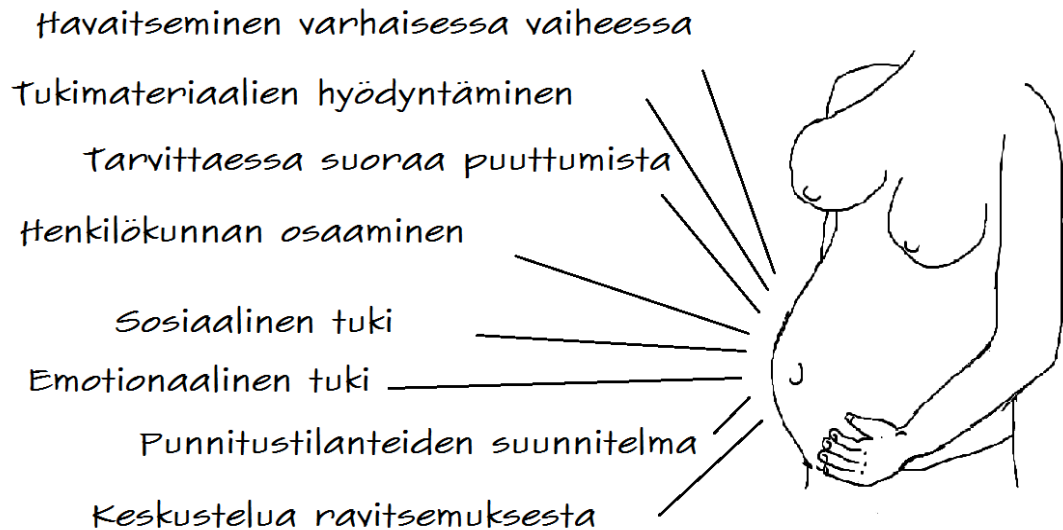 Havaitseminen varhaisessa vaiheessa
Tukimateriaalien hyödyntäminen
Tarvittaessa suoraa puuttumista
Henkilökunnan osaaminen
Sosiaalinen tuki
Emotionaalinen tuki
Punnitustilanteiden suunnitelma
Keskustelua ravitsemuksesta